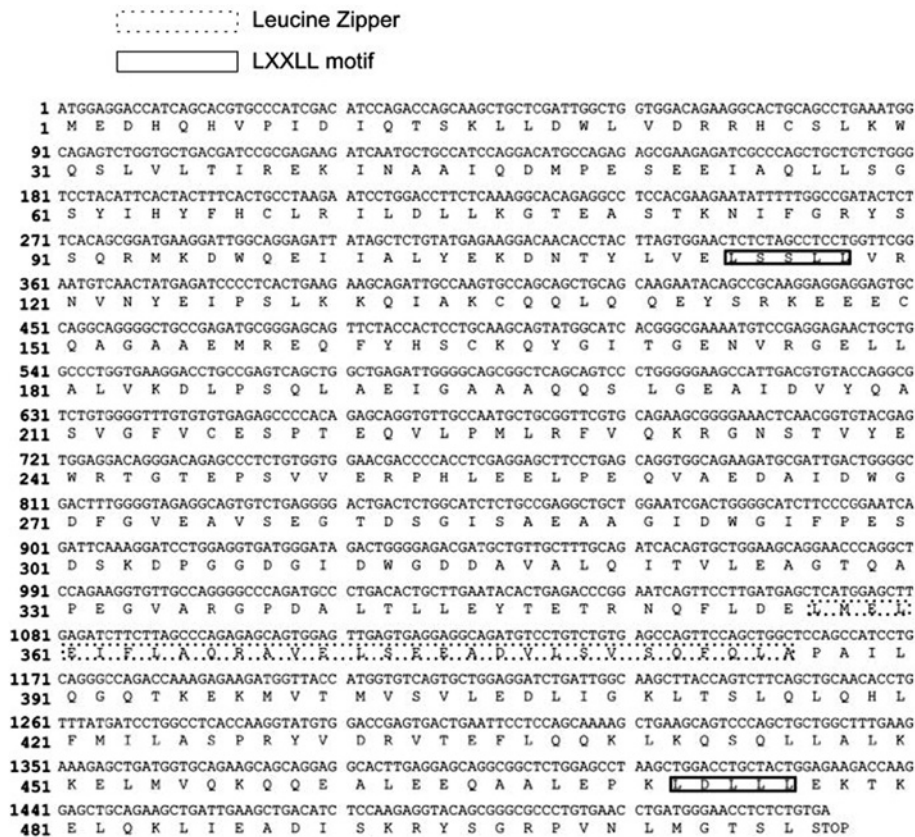 Leucine Zipper
LXXLL motif
1 ATGGAGGACCATCAGCACGTGCCCATCGAC ATCCAGACCAGCAAGCTGCTCGATTGGCTG GTGGACAGAAGGCACTGCAGCCTGAAATGG
1 M E D H Q H V P I D I Q T S K L L D W L V D R R H C S L K W
91 CAGAGTCTGGTGCTGACGATCCGCGAGAAG ATCAATGCTGCCATCCAGGACATGCCAGAG AGCGAAGAGATCGCCCAGCTGCTGTCTGGG
31 Q S L V L T I R E K I N A A I Q D M P E S E E I A Q L L S G
181 TCCTACATTCACTACTTTCACTGCCTAAGA ATCCTGGACCTTCTCAAAGGCACAGAGGCC TCCACGAAGAATATTTTTGGCCGATACTCT
61 S Y I H Y F H C L R I L D L L K G T E A S T K N I F G R Y S
271 TCACAGCGGATGAAGGATTGGCAGGAGATT ATAGCTCTGTATGAGAAGGACAACACCTAC TTAGTGGAACTCTCTAGCCTCCTGGTTCGG
91 S Q R M K D W Q E I I A L Y E K D N T Y L V E L S S L L V R
361 AATGTCAACTATGAGATCCCCTCACTGAAG AAGCAGATTGCCAAGTGCCAGCAGCTGCAG CAAGAATACAGCCGCAAGGAGGAGGAGTGC
121 N V N Y E I P S L K K Q I A K C Q Q L Q Q E Y S R K E E E C
451 CAGGCAGGGGCTGCCGAGATGCGGGAGCAG TTCTACCACTCCTGCAAGCAGTATGGCATC ACGGGCGAAAATGTCCGAGGAGAACTGCTG
151 Q A G A A E M R E Q F Y H S C K Q Y G I T G E N V R G E L L
541 GCCCTGGTGAAGGACCTGCCGAGTCAGCTG GCTGAGATTGGGGCAGCGGCTCAGCAGTCC CTGGGGGAAGCCATTGACGTGTACCAGGCG
181 A L V K D L P S Q L A E I G A A A Q Q S L G E A I D V Y Q A
631 TCTGTGGGGTTTGTGTGTGAGAGCCCCACA GAGCAGGTGTTGCCAATGCTGCGGTTCGTG CAGAAGCGGGGAAACTCAACGGTGTACGAG
211 S V G F V C E S P T E Q V L P M L R F V Q K R G N S T V Y E
721 TGGAGGACAGGGACAGAGCCCTCTGTGGTG GAACGACCCCACCTCGAGGAGCTTCCTGAG CAGGTGGCAGAAGATGCGATTGACTGGGGC
241 W R T G T E P S V V E R P H L E E L P E Q V A E D A I D W G
811 GACTTTGGGGTAGAGGCAGTGTCTGAGGGG ACTGACTCTGGCATCTCTGCCGAGGCTGCT GGAATCGACTGGGGCATCTTCCCGGAATCA
271 D F G V E A V S E G T D S G I S A E A A G I D W G I F P E S
901 GATTCAAAGGATCCTGGAGGTGATGGGATA GACTGGGGAGACGATGCTGTTGCTTTGCAG ATCACAGTGCTGGAAGCAGGAACCCAGGCT
301 D S K D P G G D G I D W G D D A V A L Q I T V L E A G T Q A
991 CCAGAAGGTGTTGCCAGGGGCCCAGATGCC CTGACACTGCTTGAATACACTGAGACCCGG AATCAGTTCCTTGATGAGCTCATGGAGCTT
331 P E G V A R G P D A L T L L E Y T E T R N Q F L D E L M E L
1081 GAGATCTTCTTAGCCCAGAGAGCAGTGGAG TTGAGTGAGGAGGCAGATGTCCTGTCTGTG AGCCAGTTCCAGCTGGCTCCAGCCATCCTG
361 E I F L A Q R A V E L S E E A D V L S V S Q F Q L A P A I L
1171 CAGGGCCAGACCAAAGAGAAGATGGTTACC ATGGTGTCAGTGCTGGAGGATCTGATTGGC AAGCTTACCAGTCTTCAGCTGCAACACCTG
391 Q G Q T K E K M V T M V S V L E D L I G K L T S L Q L Q H L
1261 TTTATGATCCTGGCCTCACCAAGGTATGTG GACCGAGTGACTGAATTCCTCCAGCAAAAG CTGAAGCAGTCCCAGCTGCTGGCTTTGAAG
421 F M I L A S P R Y V D R V T E F L Q Q K L K Q S Q L L A L K
1351 AAAGAGCTGATGGTGCAGAAGCAGCAGGAG GCACTTGAGGAGCAGGCGGCTCTGGAGCCT AAGCTGGACCTGCTACTGGAGAAGACCAAG
451 K E L M V Q K Q Q E A L E E Q A A L E P K L D L L L E K T K
1441 GAGCTGCAGAAGCTGATTGAAGCTGACATC TCCAAGAGGTACAGCGGGCGCCCTGTGAAC CTGATGGGAACCTCTCTGTGA
481 E L Q K L I E A D I S K R Y S G R P V N L M G T S L STOP